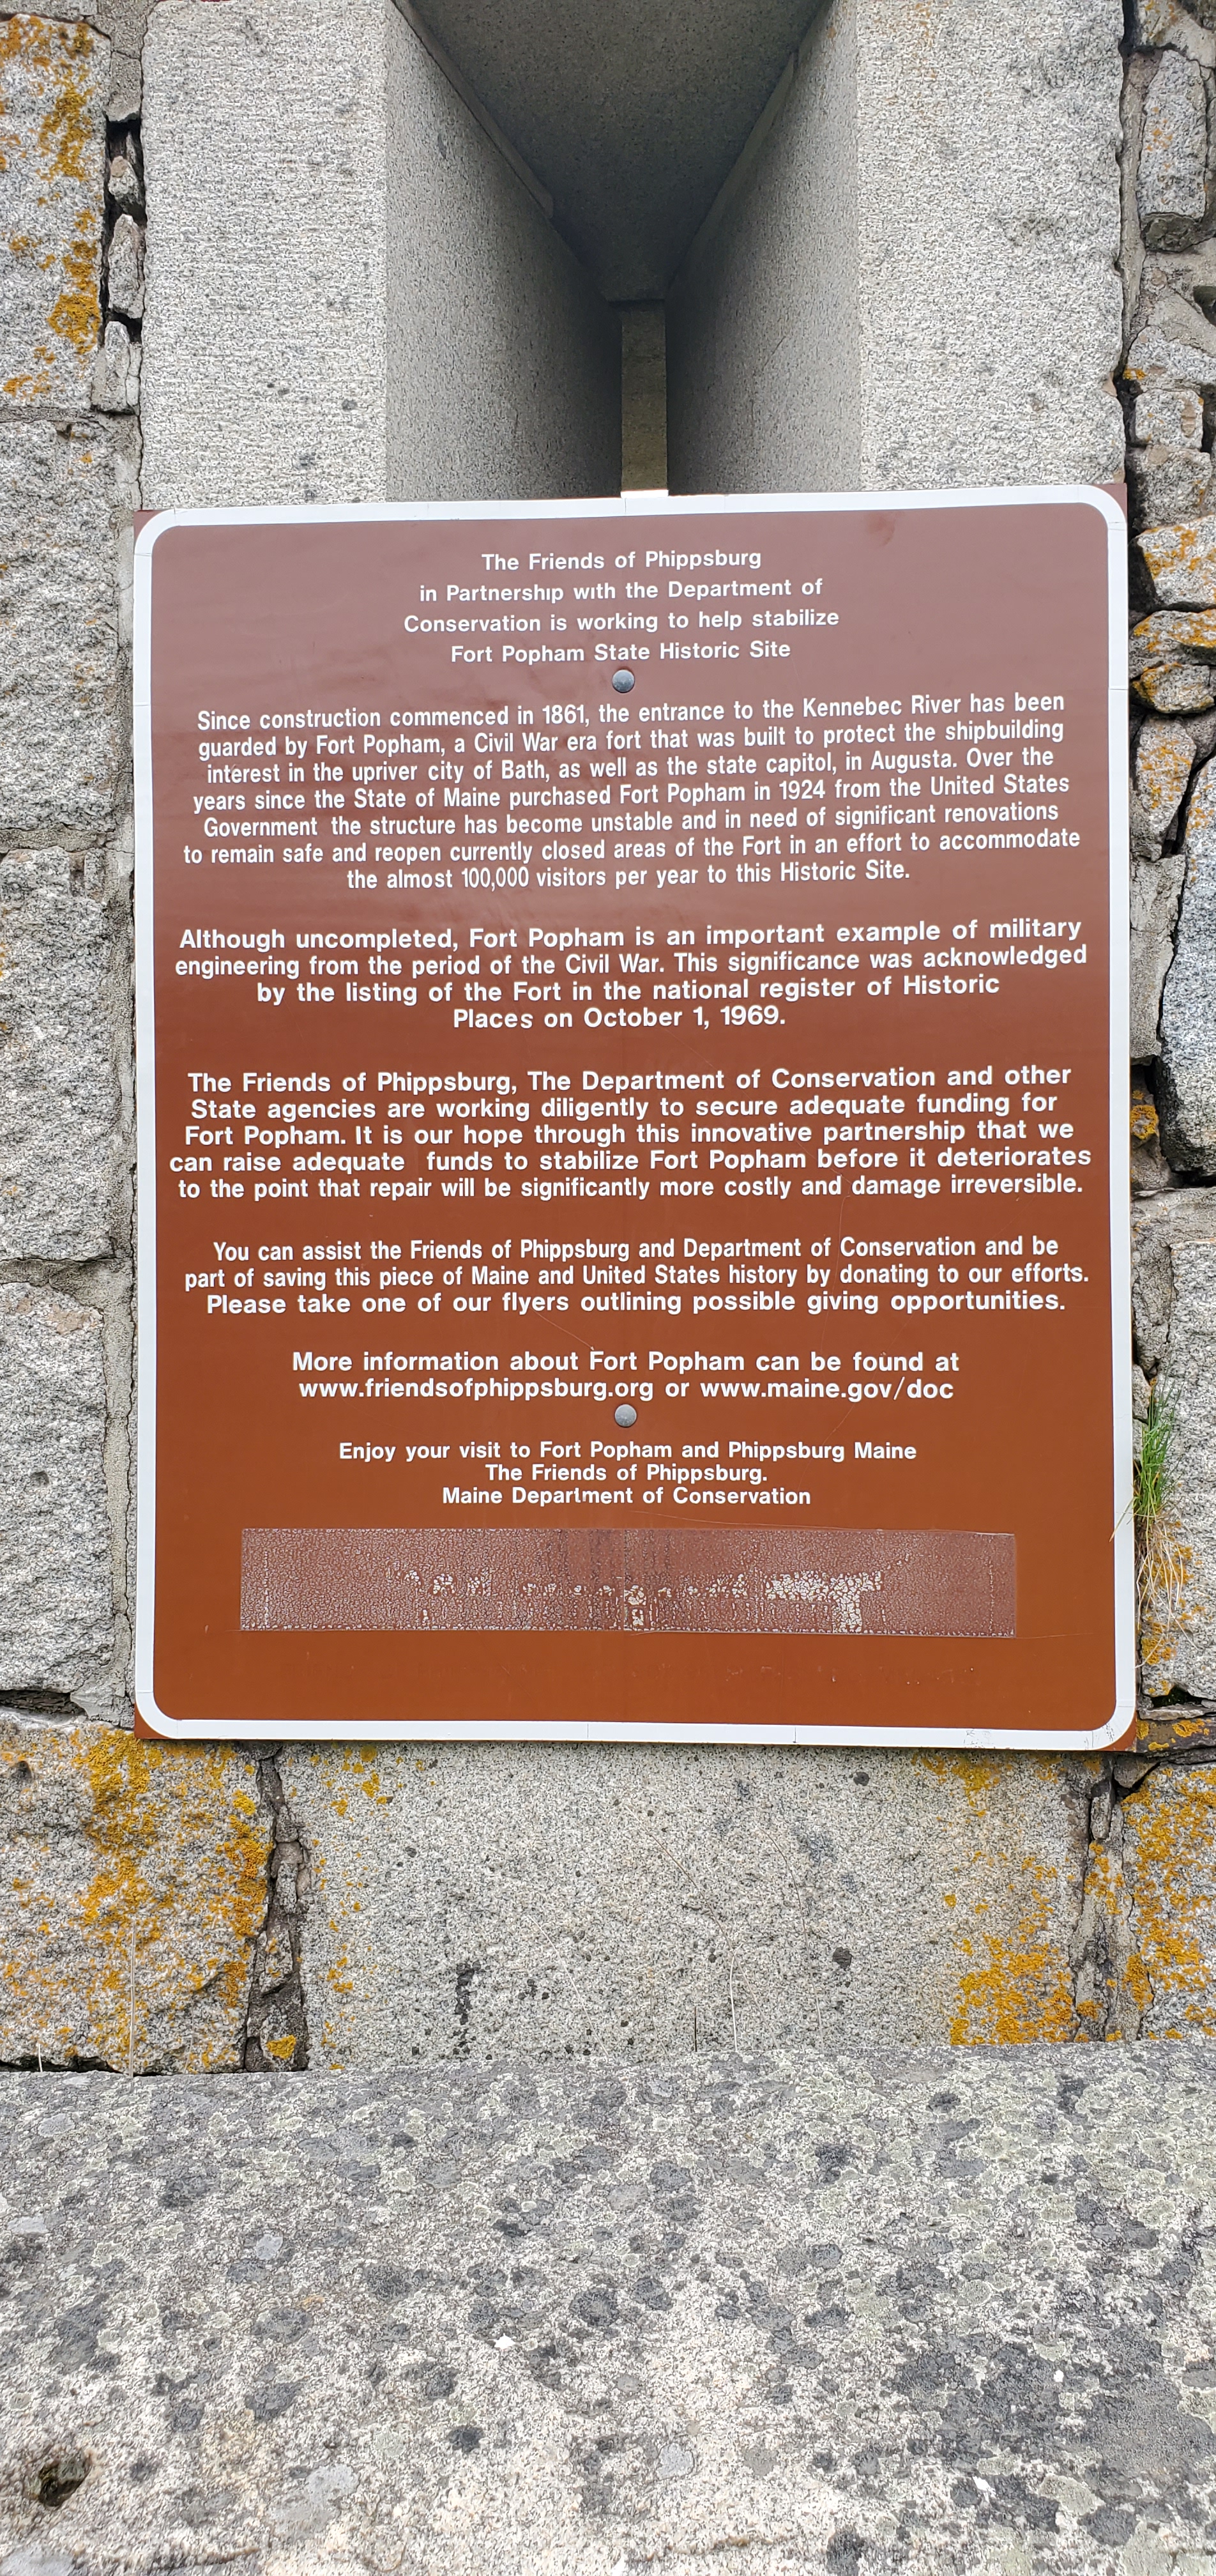 The Friends of Phippsburg
in Partnership with the Department of
Conservation is working to help stabilize
Fort Popham State Historic Site
Since construction commenced in 1861, the entrance to the Kennebec River has been
guarded by Fort Popham, a Civil War era fort that was built to protect the shipbuilding
interest in the upriver city of Bath, as well as the state capitol, in Augusta. Over the
years since the State of Maine purchased Fort Popham in 1924 from the United States
Government the structure has become unstable and in need of significant renovations
to remain safe and reopen currently closed areas of the Fort in an effort to accommodate
the almost 100,000 visitors per year to this Historic Site.
Although uncompleted, Fort Popham is an important example of military
engineering from the period of the Civil War. This significance was acknowledged
by the listing of the Fort in the national register of Historic
Places on October 1, 1969.
The Friends of Phippsburg, The Department of Conservation and other
State agencies are working diligently to secure adequate funding for
Fort Popham. It is our hope through this innovative partnership that we
can raise adequate funds to stabilize Fort Popham before it deteriorates
to the point that repair will be significantly more costly and damage irreversible.
You can assist the Friends of Phippsburg and Department of Conservation and be
part of saving this piece of Maine and United States history by donating to our efforts.
Please take one of our flyers outlining possible giving opportunities.
More information about Fort Popham can be found at
www.friendsofphippsburg.org or www.maine.gov/doc
Enjoy your visit to Fort Popham and Phippsburg Maine
The Friends of Phippsburg.
Maine Department of Conservation